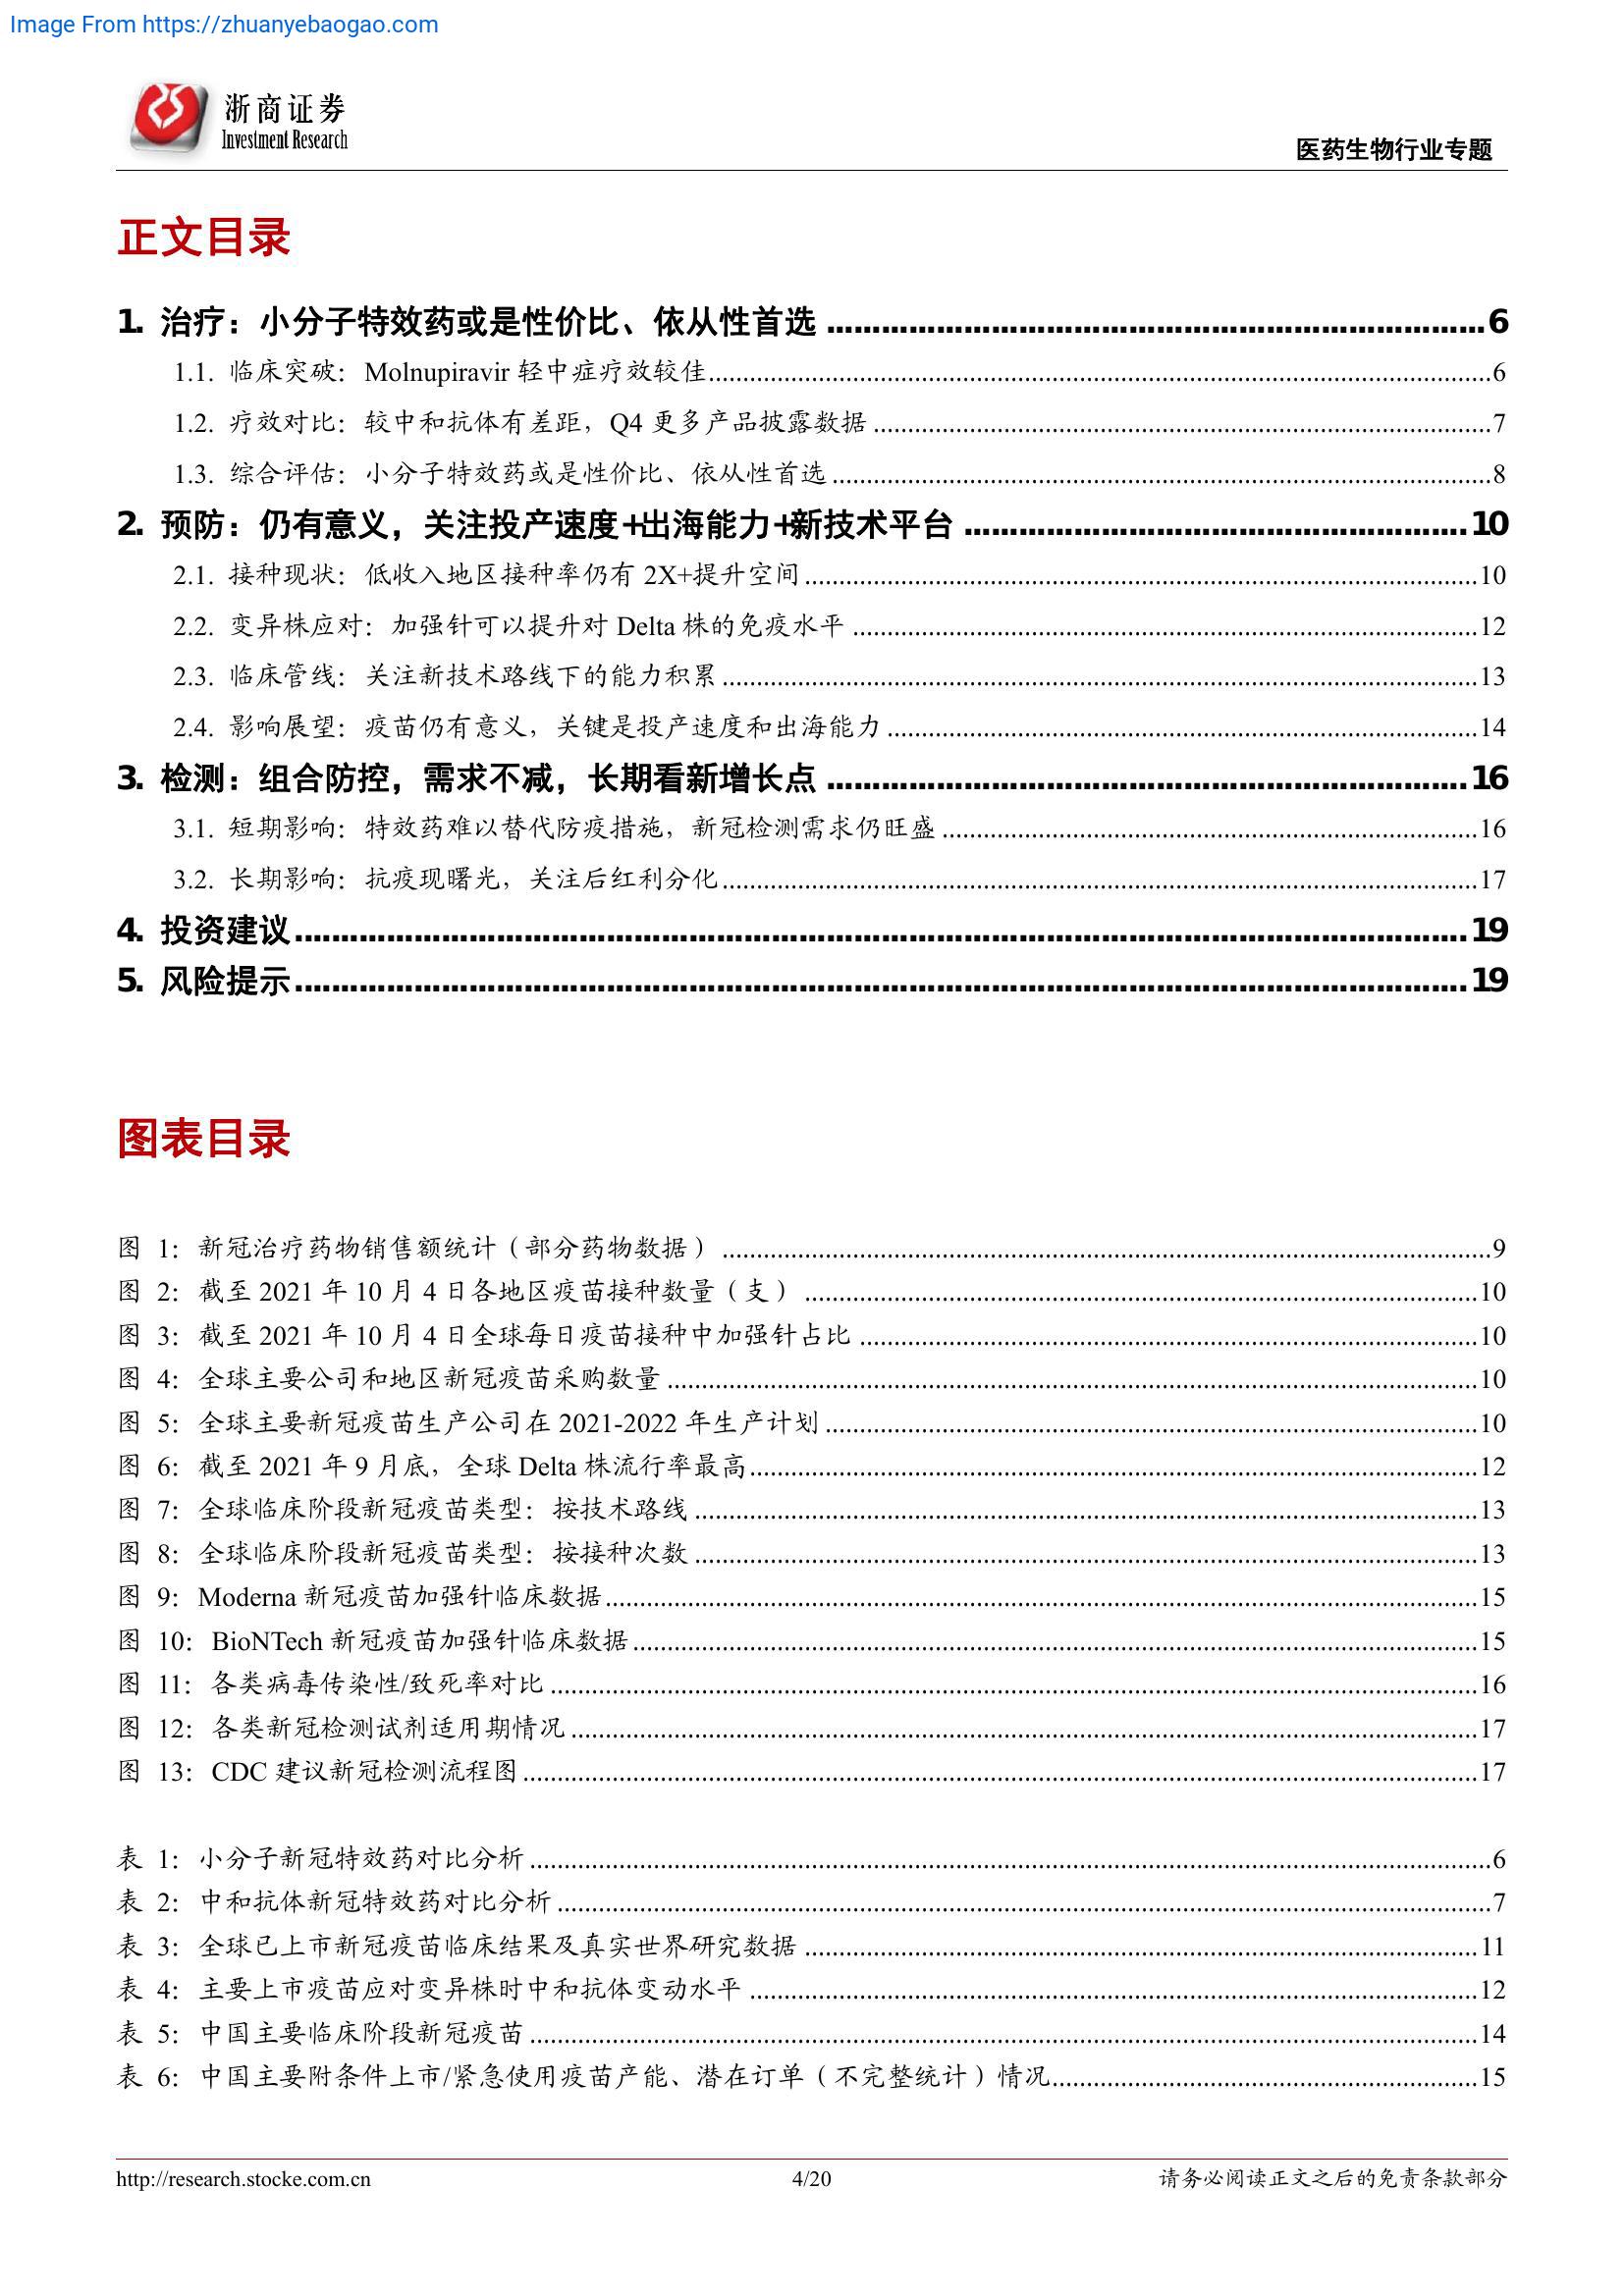 Image From https://zhuanyebaogao.com
浙商证券
Investment Research
医药生物行业专题
正文目录
1. 治疗：小分子特效药或是性价比、依从性首选 ........ 6
1.1. 临床突破：Molnupiravir 轻中症疗效较佳 ........ 6
1.2. 疗效对比：较中和抗体有差距，Q4 更多产品披露数据 ........ 7
1.3. 综合评估：小分子特效药或是性价比、依从性首选 ........ 8
2. 预防：仍有意义，关注投产速度+出海能力+新技术平台 ........ 10
2.1. 接种现状：低收入地区接种率仍有 2X+提升空间 ........ 10
2.2. 变异株应对：加强针可以提升对 Delta 株的免疫水平 ........ 12
2.3. 临床管线：关注新技术路线下的能力积累 ........ 13
2.4. 影响展望：疫苗仍有意义，关键是投产速度和出海能力 ........ 14
3. 检测：组合防控，需求不减，长期看新增长点 ........ 16
3.1. 短期影响：特效药难以替代防疫措施，新冠检测需求仍旺盛 ........ 16
3.2. 长期影响：抗疫现曙光，关注后红利分化 ........ 17
4. 投资建议 ........ 19
5. 风险提示 ........ 19
图表目录
图 1：新冠治疗药物销售额统计（部分药物数据） ........ 9
图 2：截至 2021 年 10 月 4 日各地区疫苗接种数量（支） ........ 10
图 3：截至 2021 年 10 月 4 日全球每日疫苗接种中加强针占比 ........ 10
图 4：全球主要公司和地区新冠疫苗采购数量 ........ 10
图 5：全球主要新冠疫苗生产公司在 2021-2022 年生产计划 ........ 10
图 6：截至 2021 年 9 月底，全球 Delta 株流行率最高 ........ 12
图 7：全球临床阶段新冠疫苗类型：按技术路线 ........ 13
图 8：全球临床阶段新冠疫苗类型：按接种次数 ........ 13
图 9：Moderna 新冠疫苗加强针临床数据 ........ 15
图 10：BioNTech 新冠疫苗加强针临床数据 ........ 15
图 11：各类病毒传染性/致死率对比 ........ 16
图 12：各类新冠检测试剂适用期情况 ........ 17
图 13：CDC 建议新冠检测流程图 ........ 17
表 1：小分子新冠特效药对比分析 ........ 6
表 2：中和抗体新冠特效药对比分析 ........ 7
表 3：全球已上市新冠疫苗临床结果及真实世界研究数据 ........ 11
表 4：主要上市疫苗应对变异株时中和抗体变动水平 ........ 12
表 5：中国主要临床阶段新冠疫苗 ........ 14
表 6：中国主要附条件上市/紧急使用疫苗产能、潜在订单（不完整统计）情况 ........ 15
http://research.stocke.com.cn
4/20
请务必阅读正文之后的免责条款部分